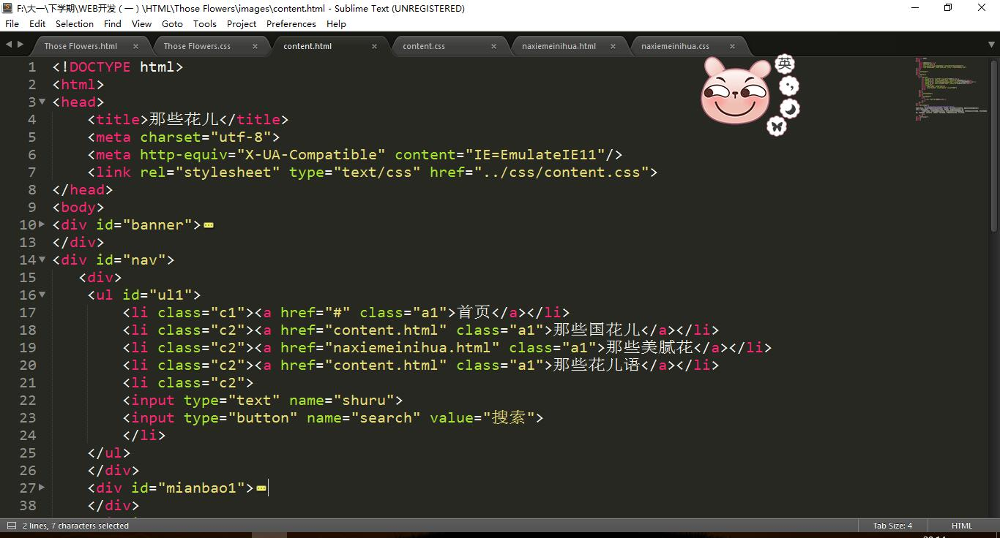 F:\大一\下学期\WEB开发（一）\HTML\Those Flowers\images\content.html - Sublime Text (UNREGISTERED)
File Edit Selection Find View Goto Tools Project Preferences Help
Those Flowers.html × Those Flowers.css × content.html × content.css × naxiemeinihua.html × naxiemeinihua.css ×
英
1 <!DOCTYPE html>
2 <html>
3 <head>
4 <title>那些花儿</title>
5 <meta charset="utf-8">
6 <meta http-equiv="X-UA-Compatible" content="IE=EmulateIE11"/>
7 <link rel="stylesheet" type="text/css" href="../css/content.css">
8 </head>
9 <body>
10 <div id="banner">
13 </div>
14 <div id="nav">
15 <div>
16 <ul id="ul1">
17 <li class="c1"><a href="#" class="a1">首页</a></li>
18 <li class="c2"><a href="content.html" class="a1">那些国花儿</a></li>
19 <li class="c2"><a href="naxiemeinihua.html" class="a1">那些美腻花</a></li>
20 <li class="c2"><a href="content.html" class="a1">那些花儿语</a></li>
21 <li class="c2">
22 <input type="text" name="shuru">
23 <input type="button" name="search" value="搜索">
24 </li>
25 </ul>
26 </div>
27 <div id="mianbao1">
38 </div>
2 lines, 7 characters selected Tab Size: 4 HTML